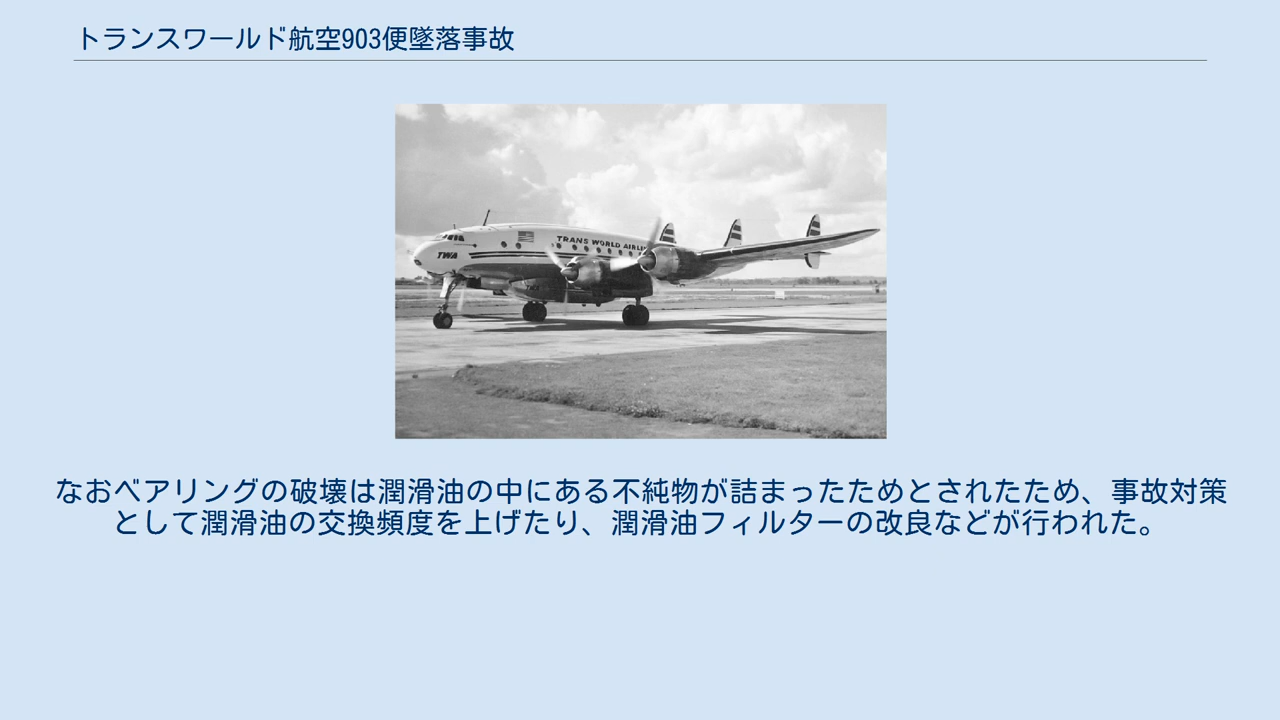 トランスワールド航空903便墜落事故
TRANS WORLD AIRLIN
TWA
なおベアリングの破壊は潤滑油の中にある不純物が詰まったためとされたため、事故対策
として潤滑油の交換頻度を上げたり、潤滑油フィルターの改良などが行われた。